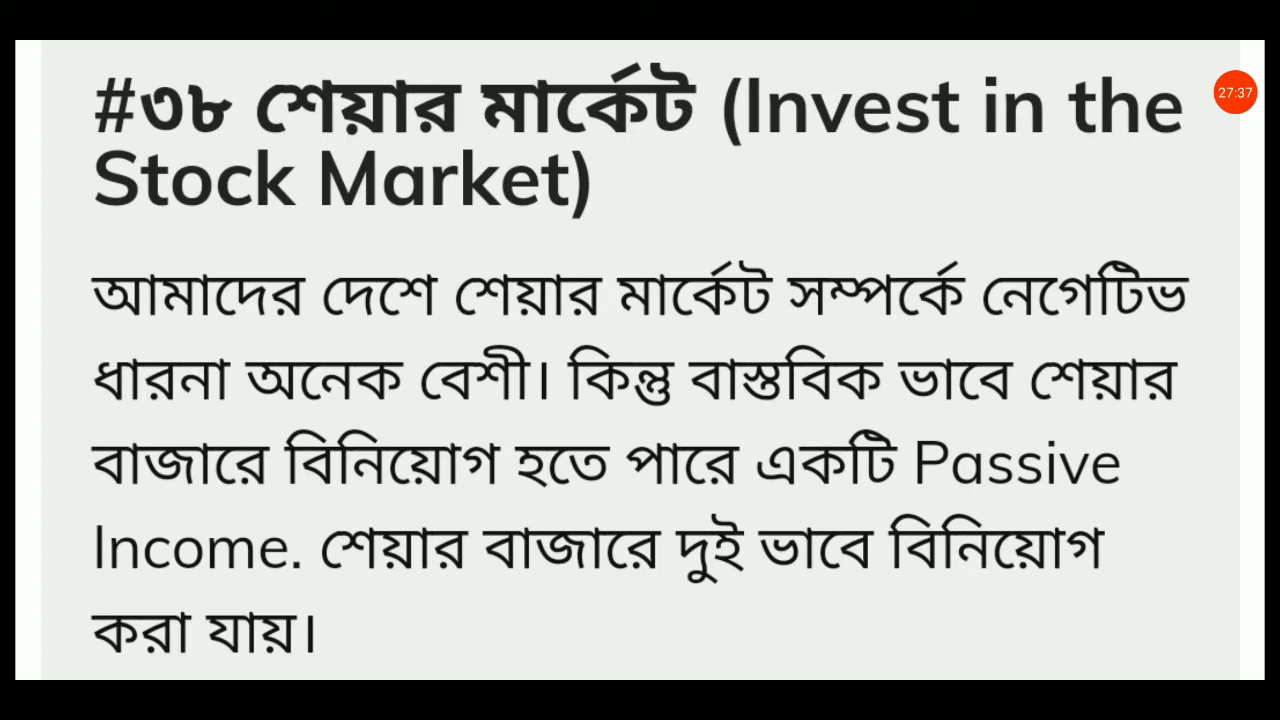 #৩৮ শেয়ার মার্কেট (Invest in the
Stock Market)
27:37
আমাদের দেশে শেয়ার মার্কেট সম্পর্কে নেগেটিভ
ধারনা অনেক বেশী। কিন্তু বাস্তবিক ভাবে শেয়ার
বাজারে বিনিয়োগ হতে পারে একটি Passive
Income. শেয়ার বাজারে দুই ভাবে বিনিয়োগ
করা যায়।